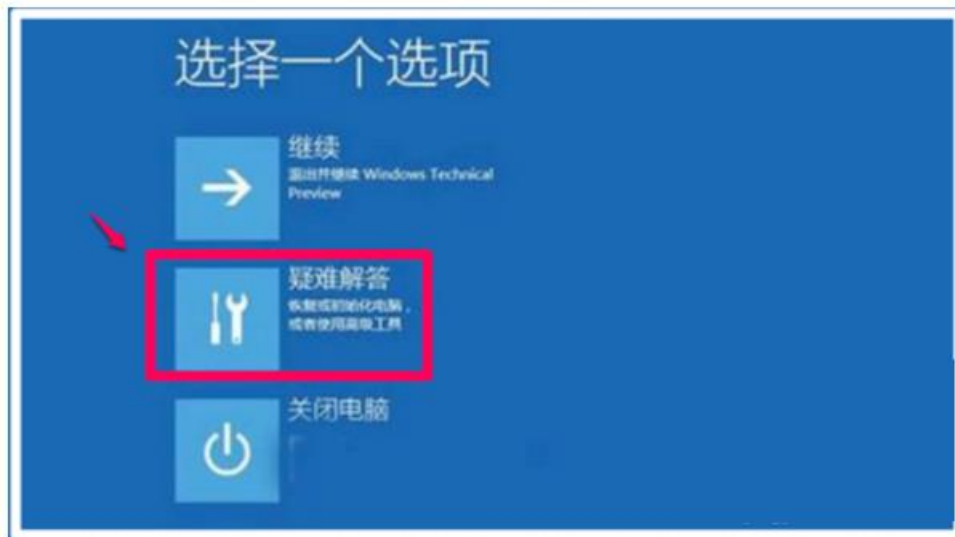 选择一个选项
继续
退出并继续 Windows Technical
Preview
疑难解答
恢复或初始化电脑，
或者使用高级工具
关闭电脑